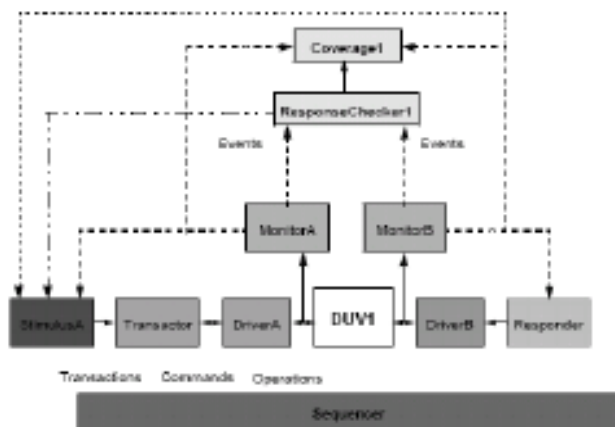 Coverage1
ResponseChecker1
Events Events
MonitorA MonitorB
StimulusA Transactor DriverA DUV1 DriverB Responder
Transactions Commands Operations
Sequencer